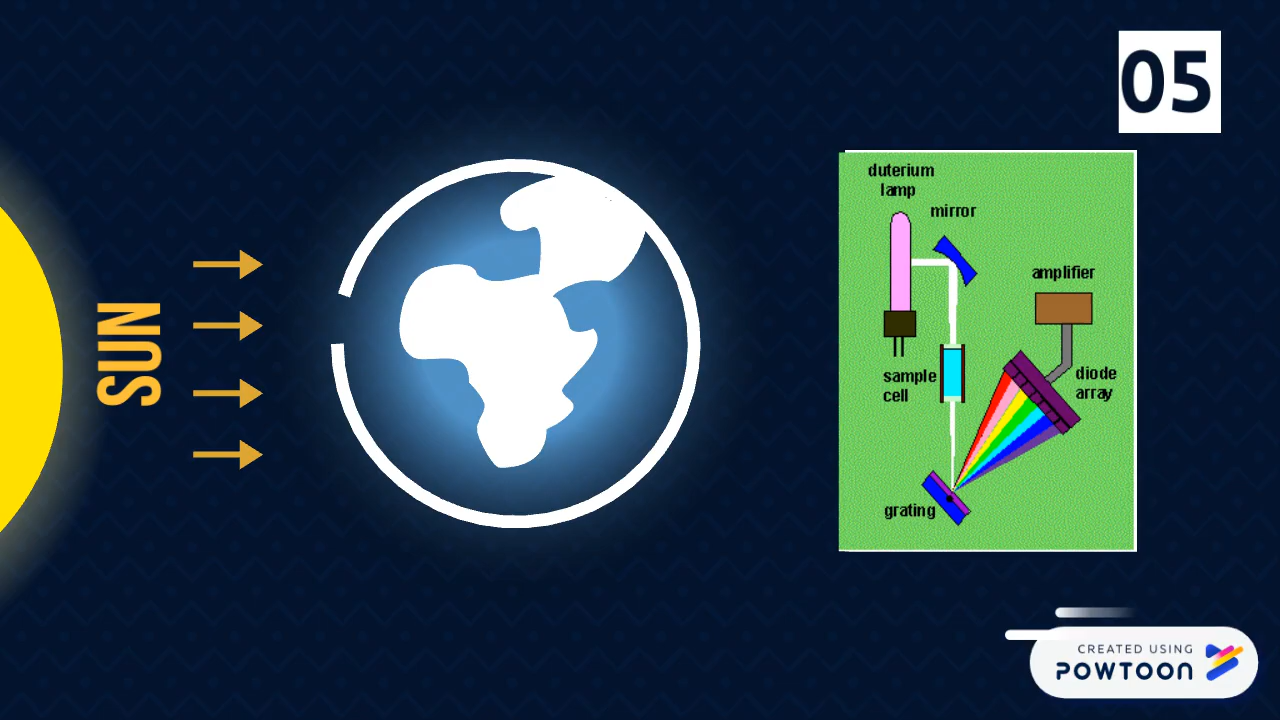 05
SUN
duterium
lamp
mirror
amplifier
sample
cell
diode
array
grating
CREATED USING
POWTOON